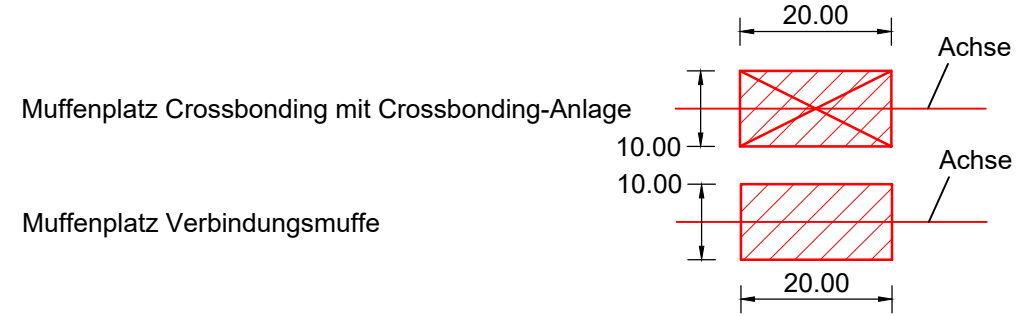 20.00
Achse
Muffenplatz Crossbonding mit Crossbonding-Anlage
10.00
Achse
10.00
Muffenplatz Verbindungsmuffe
20.00